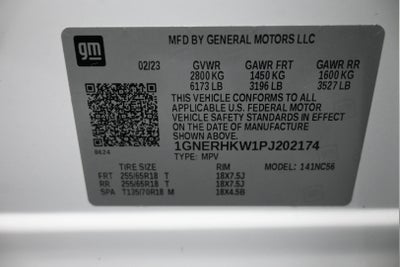 gm
MFD BY GENERAL MOTORS LLC
02/23 GVWR GAWR FRT GAWR RR
2800 KG 1450 KG 1600 KG
6173 LB 3196 LB 3527 LB
THIS VEHICLE CONFORMS TO ALL
APPLICABLE U.S. FEDERAL MOTOR
VEHICLE SAFETY STANDARDS IN EFFECT
ON THE DATE OF MANUFACTURE
SHOWN ABOVE.
0624
1GNERHKW1PJ202174
TYPE: MPV MODEL: 141NC56
TIRE SIZE RIM
FRT 255/65R18 T 18X7.5J
RR 255/65R18 T 18X7.5J
SPA T135/70R18 M 18X4.5B